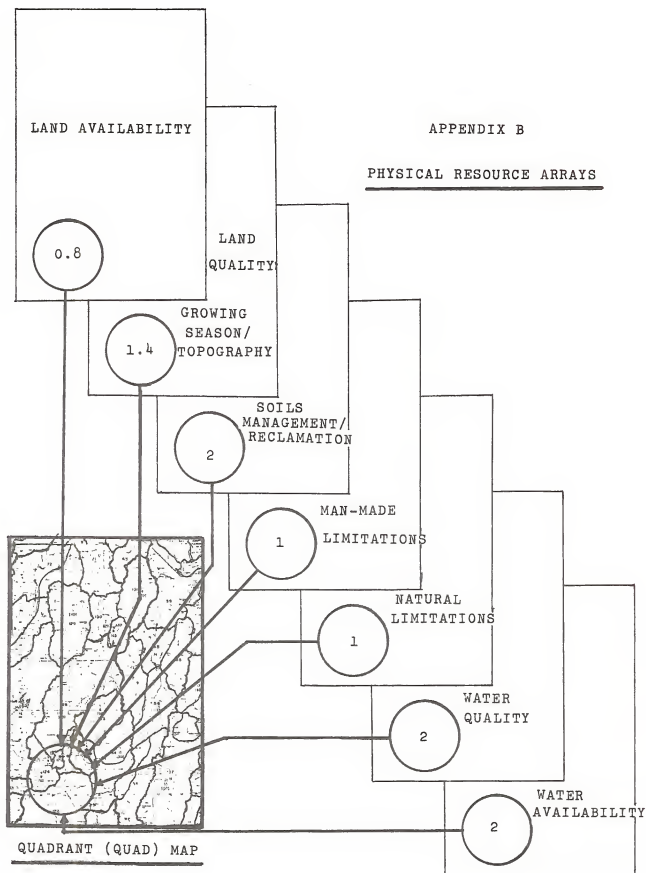 APPENDIX B
PHYSICAL RESOURCE ARRAYS
LAND AVAILABILITY
0.8
LAND
QUALITY
1.4
GROWING
SEASON/
TOPOGRAPHY
2
SOILS
MANAGEMENT/
RECLAMATION
1
MAN-MADE
LIMITATIONS
1
NATURAL
LIMITATIONS
2
WATER
QUALITY
2
WATER
AVAILABILITY
QUADRANT (QUAD) MAP